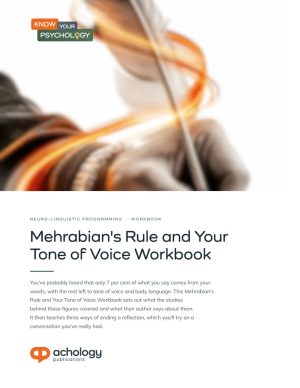 KNOW YOUR
PSYCHOLOGY
NEURO-LINGUISTIC PROGRAMMING · WORKBOOK
Mehrabian's Rule and Your
Tone of Voice Workbook
You've probably heard that only 7 per cent of what you say comes from your
words, with the rest left to tone of voice and body language. This Mehrabian's
Rule and Your Tone of Voice Workbook sets out what the studies
behind these figures covered and what their author says about them.
It then teaches three ways of ending a reflection, which you'll try on a
conversation you've really had.
achology
publications